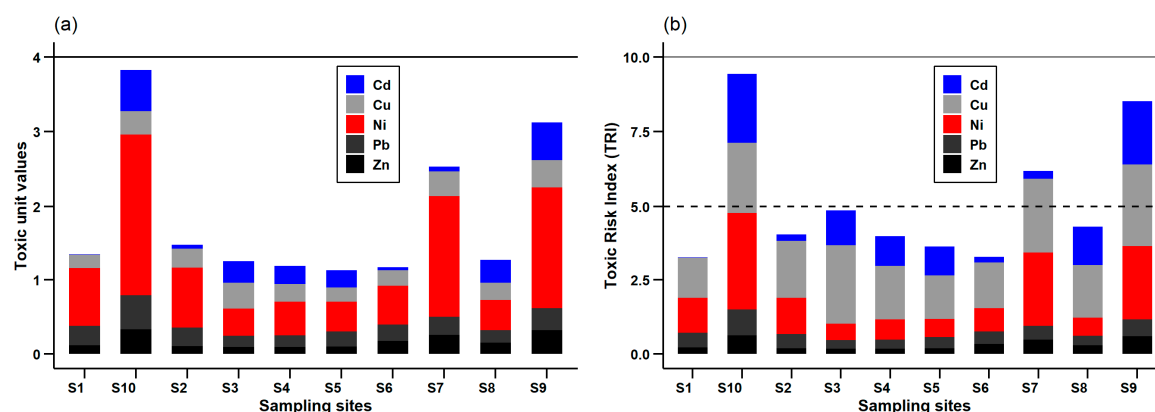 (a)
Toxic unit values
4
3
2
1
0
Cd
Cu
Ni
Pb
Zn
S1 S10 S2 S3 S4 S5 S6 S7 S8 S9
Sampling sites
(b)
Toxic Risk Index (TRI)
10.0
7.5
5.0
2.5
0.0
Cd
Cu
Ni
Pb
Zn
S1 S10 S2 S3 S4 S5 S6 S7 S8 S9
Sampling sites